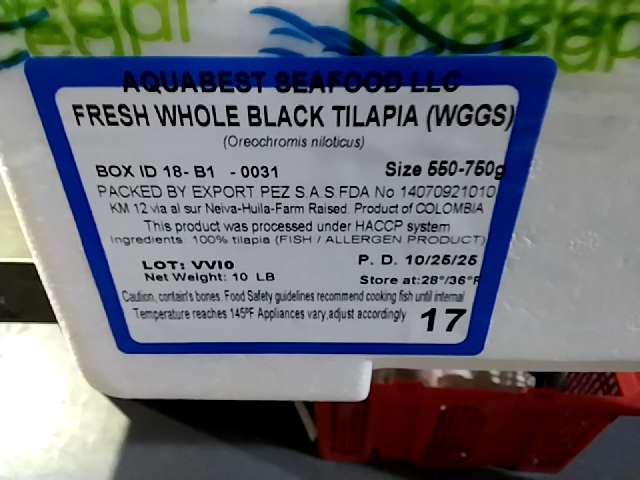 AQUABEST SEAFOOD LLC
FRESH WHOLE BLACK TILAPIA (WGGS)
(Oreochromis niloticus)
BOX ID 18- B1 - 0031 Size 550-750g
PACKED BY EXPORT PEZ S.A.S FDA No 14070921010
KM 12 via al sur Neiva-Huila-Farm Raised. Product of COLOMBIA
This product was processed under HACCP system
Ingredients: 100% tilapia (FISH / ALLERGEN PRODUCT)
LOT: VVI0 P. D. 10/25/25
Net Weight: 10 LB Store at:28°/36°F
Caution, contain's bones. Food Safety guidelines recommend cooking fish until internal
Temperature reaches 145ºF Appliances vary,adjust accordingly 17